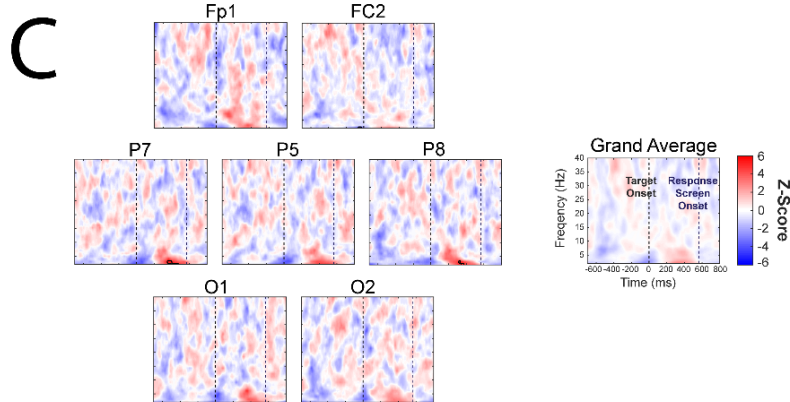 C
Fp1
FC2
P7
P5
P8
O1
O2
Grand Average
Freqency (Hz)
40
35
30
25
20
15
10
5
Target
Onset
Response
Screen
Onset
-600 -400 -200 0 200 400 600 800
Time (ms)
6
4
2
0
-2
-4
-6
Z-Score